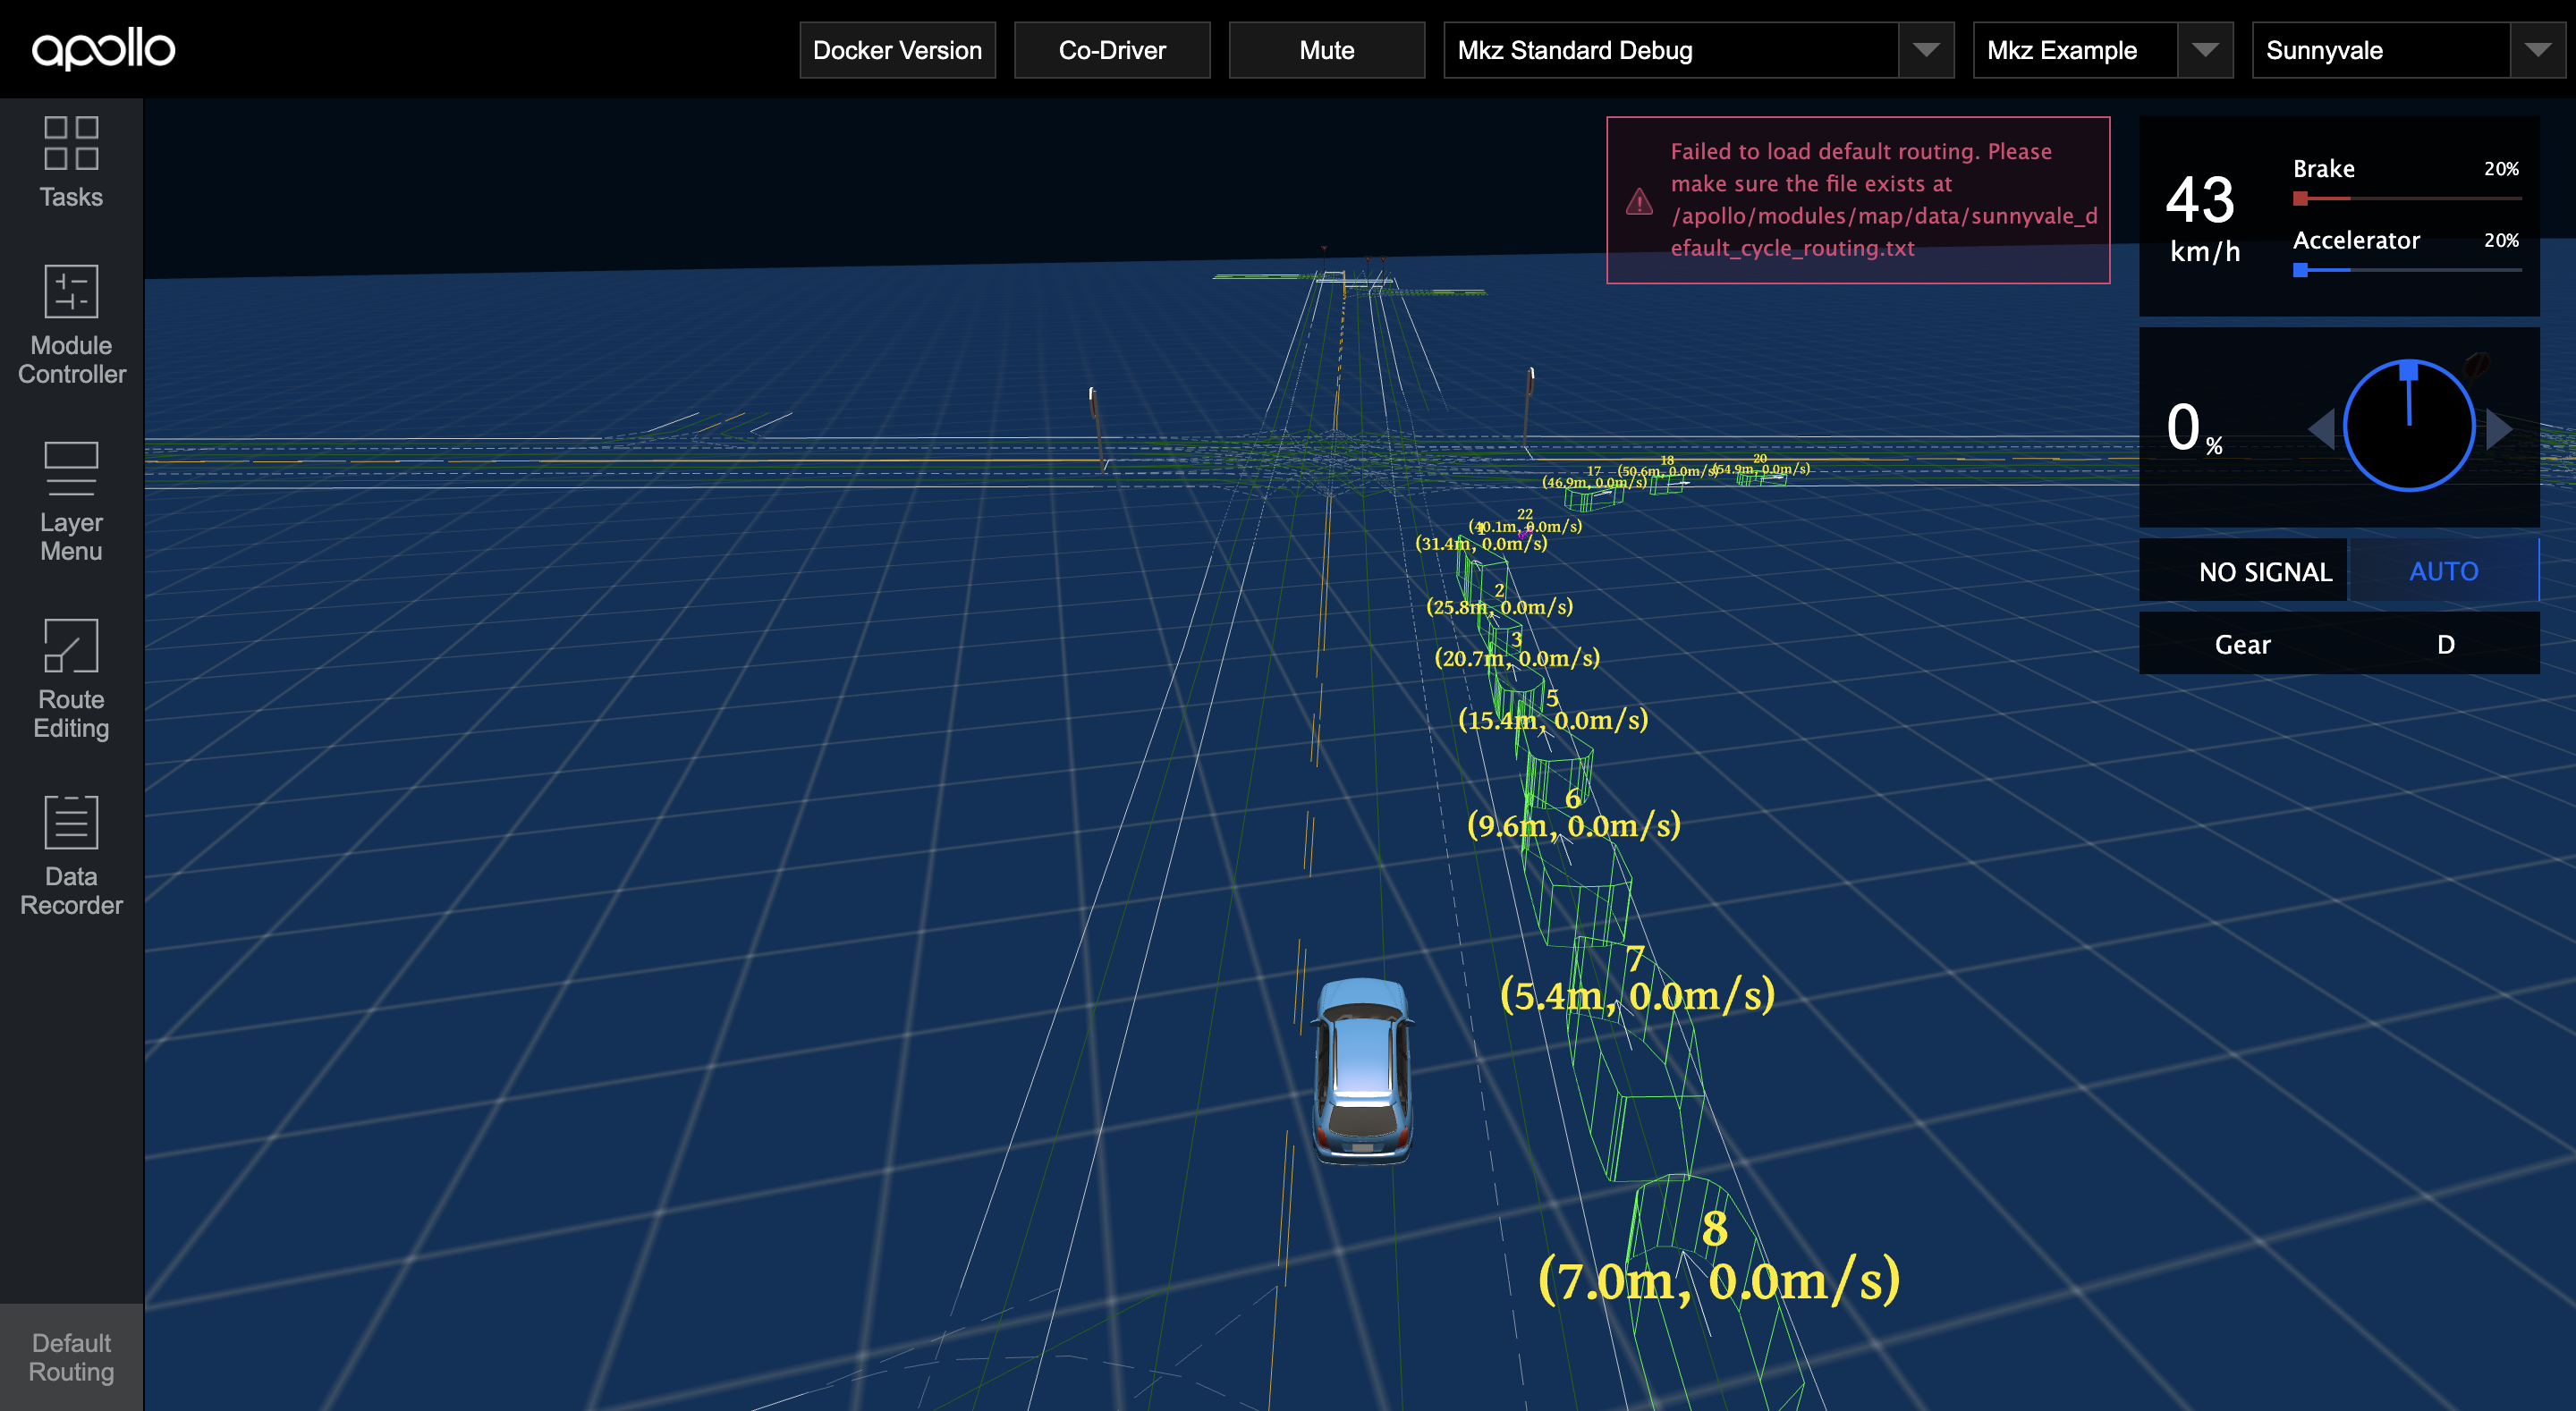 apollo
Docker Version
Co-Driver
Mute
Mkz Standard Debug
Mkz Example
Sunnyvale
Tasks
Module
Controller
Layer
Menu
Route
Editing
Data
Recorder
Default
Routing
Failed to load default routing. Please
make sure the file exists at
/apollo/modules/map/data/sunnyvale_d
efault_cycle_routing.txt
43
km/h
Brake 20%
Accelerator 20%
0 %
NO SIGNAL
AUTO
Gear D
17
(46.9m, 0.0m/s)
18
(50.6m, 0.0m/s)
20
(54.9m, 0.0m/s)
22
(40.1m, 0.0m/s)
(31.4m, 0.0m/s)
2
(25.8m, 0.0m/s)
3
(20.7m, 0.0m/s)
5
(15.4m, 0.0m/s)
6
(9.6m, 0.0m/s)
7
(5.4m, 0.0m/s)
8
(7.0m, 0.0m/s)